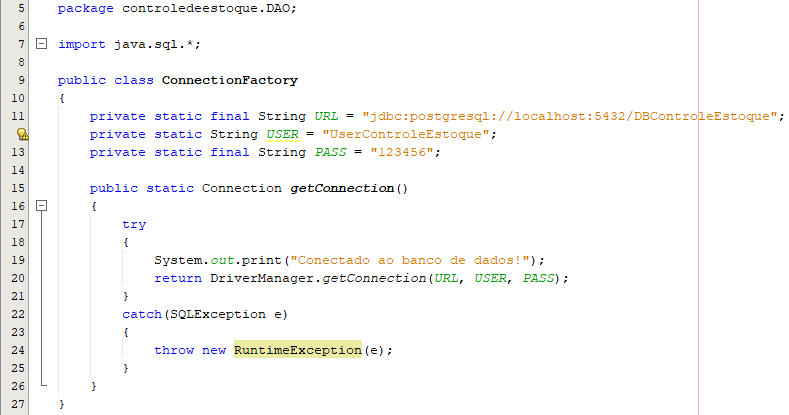 5 package controledeestoque.DAO;
6
7 import java.sql.*;
8
9 public class ConnectionFactory
10 {
11 private static final String URL = "jdbc:postgresql://localhost:5432/DBControleEstoque";
private static String USER = "UserControleEstoque";
13 private static final String PASS = "123456";
14
15 public static Connection getConnection()
16 {
17 try
18 {
19 System.out.print("Conectado ao banco de dados!");
20 return DriverManager.getConnection(URL, USER, PASS);
21 }
22 catch(SQLException e)
23 {
24 throw new RuntimeException(e);
25 }
26 }
27 }